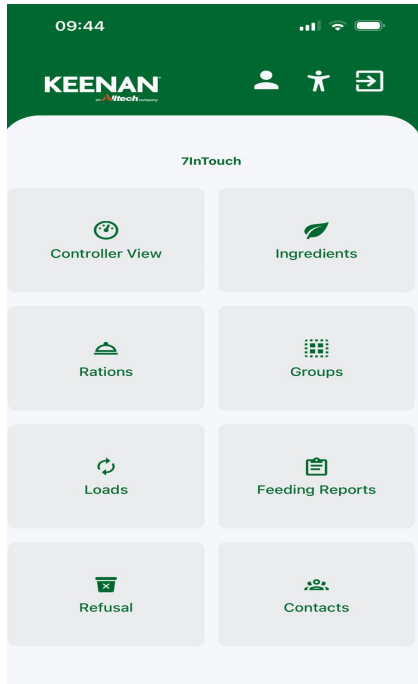 09:44
KEENAN
an Alltech company
7InTouch
Controller View
Ingredients
Rations
Groups
Loads
Feeding Reports
Refusal
Contacts